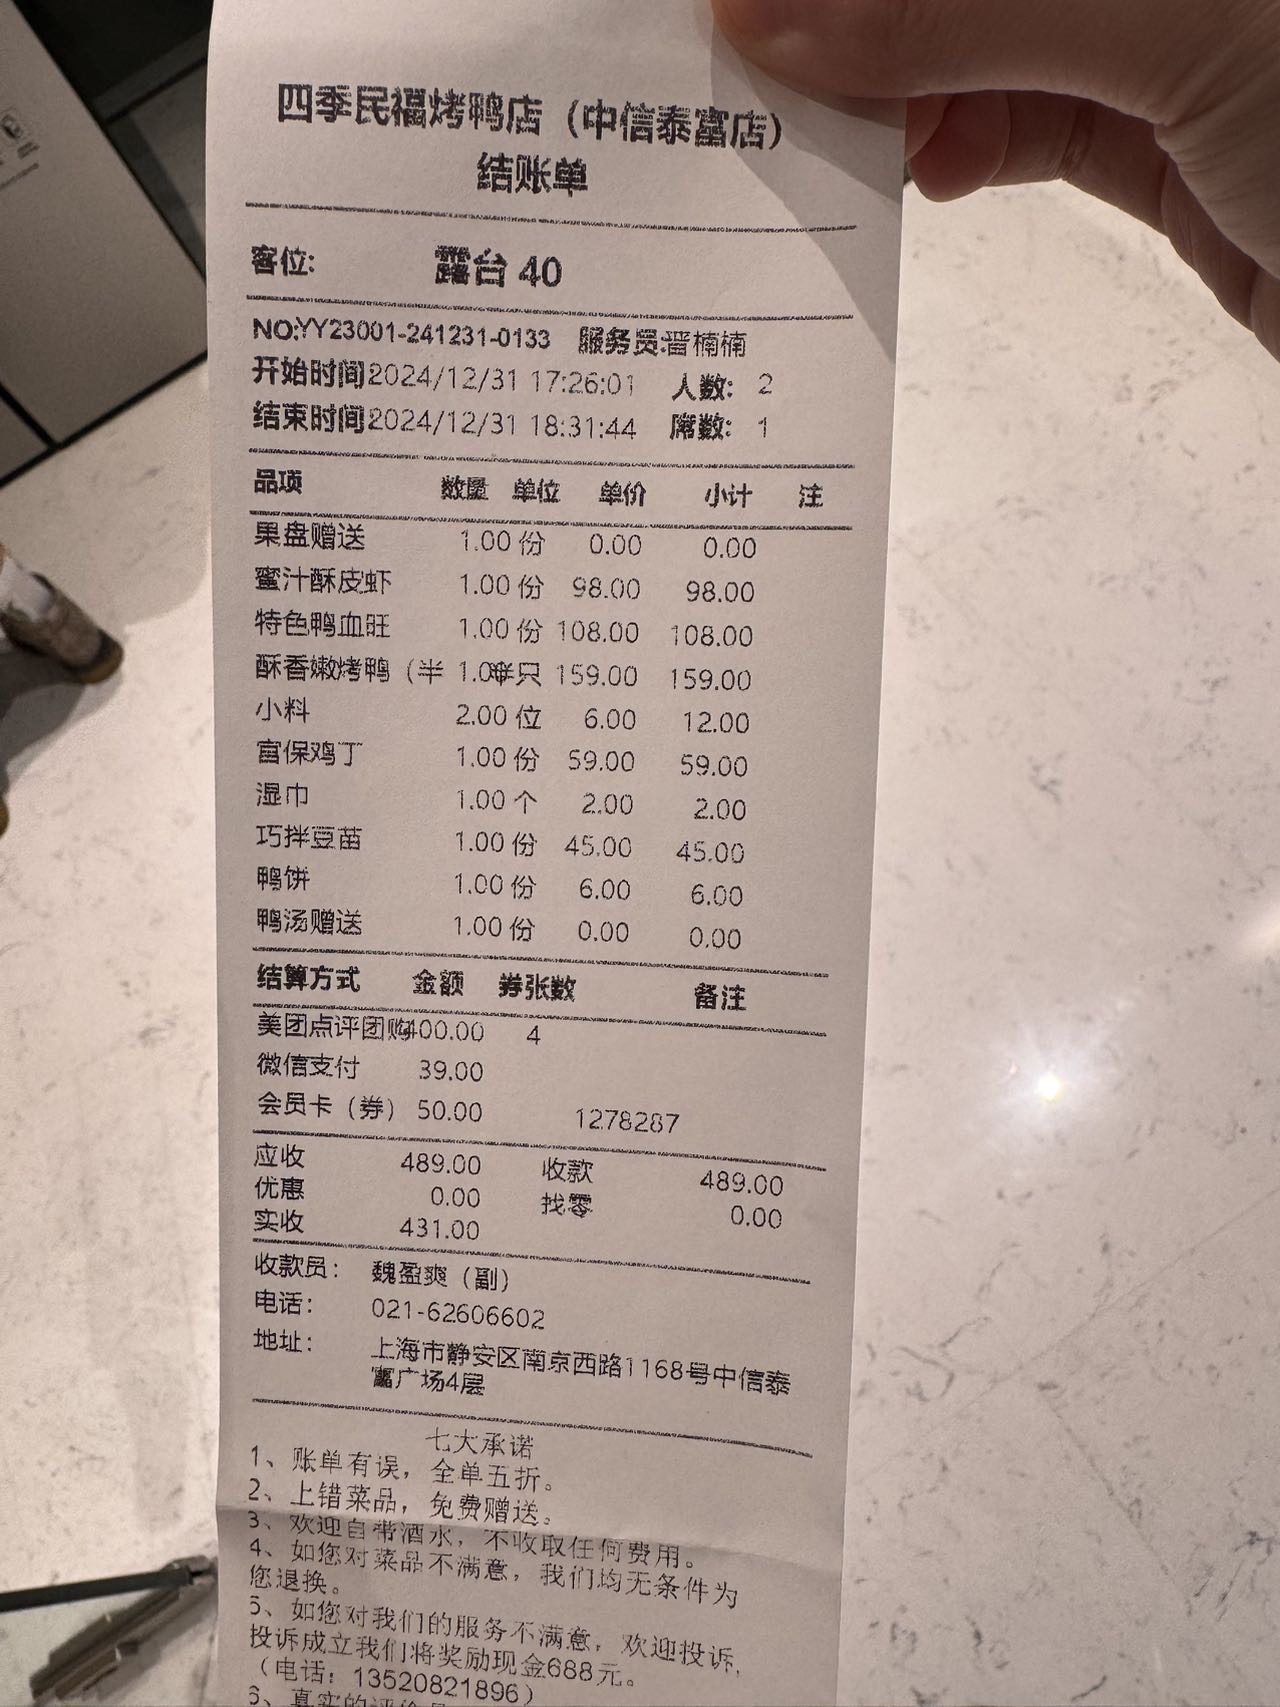 四季民福烤鸭店（中信泰富店）
结账单
客位: 露台 40
NO:YY23001-241231-0133 服务员:晋楠楠
开始时间2024/12/31 17:26:01 人数: 2
结束时间2024/12/31 18:31:44 席数: 1
品项 数量 单位 单价 小计 注
果盘赠送 1.00 份 0.00 0.00
蜜汁酥皮虾 1.00 份 98.00 98.00
特色鸭血旺 1.00 份 108.00 108.00
酥香嫩烤鸭（半 1.00半只 159.00 159.00
小料 2.00 位 6.00 12.00
宫保鸡丁 1.00 份 59.00 59.00
湿巾 1.00 个 2.00 2.00
巧拌豆苗 1.00 份 45.00 45.00
鸭饼 1.00 份 6.00 6.00
鸭汤赠送 1.00 份 0.00 0.00
结算方式 金额 券张数 备注
美团点评团购400.00 4
微信支付 39.00
会员卡（券） 50.00 1278287
应收 489.00 收款 489.00
优惠 0.00 找零 0.00
实收 431.00
收款员: 魏盈爽（副）
电话: 021-62606602
地址: 上海市静安区南京西路1168号中信泰
富广场4层
七大承诺
1、账单有误，全单五折。
2、上错菜品，免费赠送。
3、欢迎自带酒水，不收取任何费用。
4、如您对菜品不满意，我们均无条件为
您退换。
5、如您对我们的服务不满意，欢迎投诉，
投诉成立我们将奖励现金688元。
（电话：13520821896）
6、真实的评价